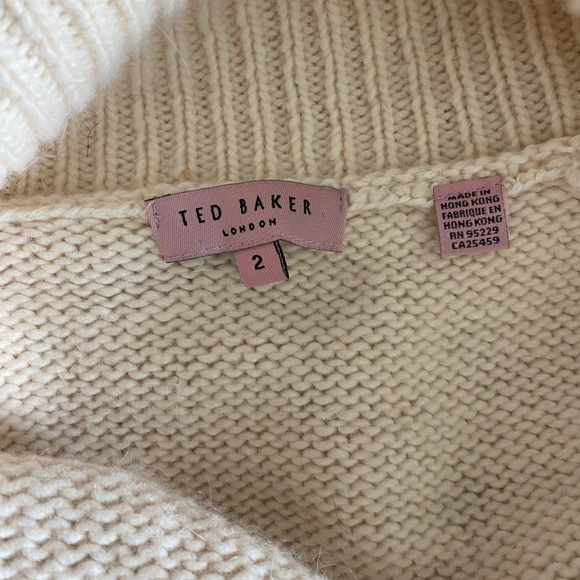 TED BAKER
LONDON
2
MADE IN
HONG KONG
FABRIQUE EN
HONG KONG
RN 95229
CA25459